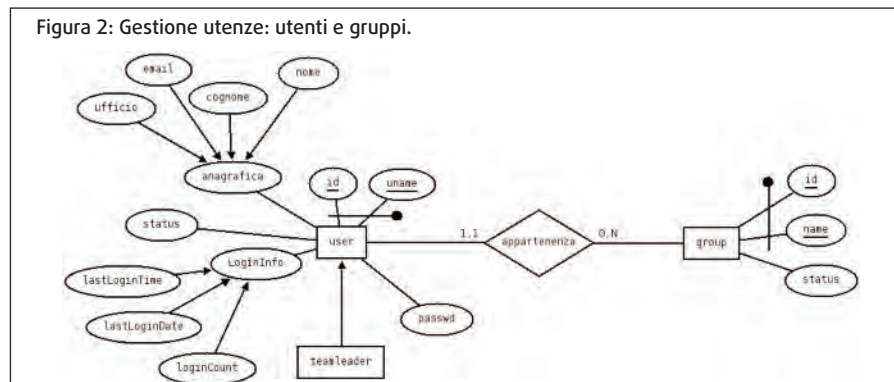 Figura 2: Gestione utenze: utenti e gruppi.
email
nome
ufficio
cognome
anagrafica
id
uname
id
status
user
1.1
appartenenza
0,N
group
name
LoginInfo
lastLoginTime
status
lastLoginDate
passwd
loginCount
teamleader